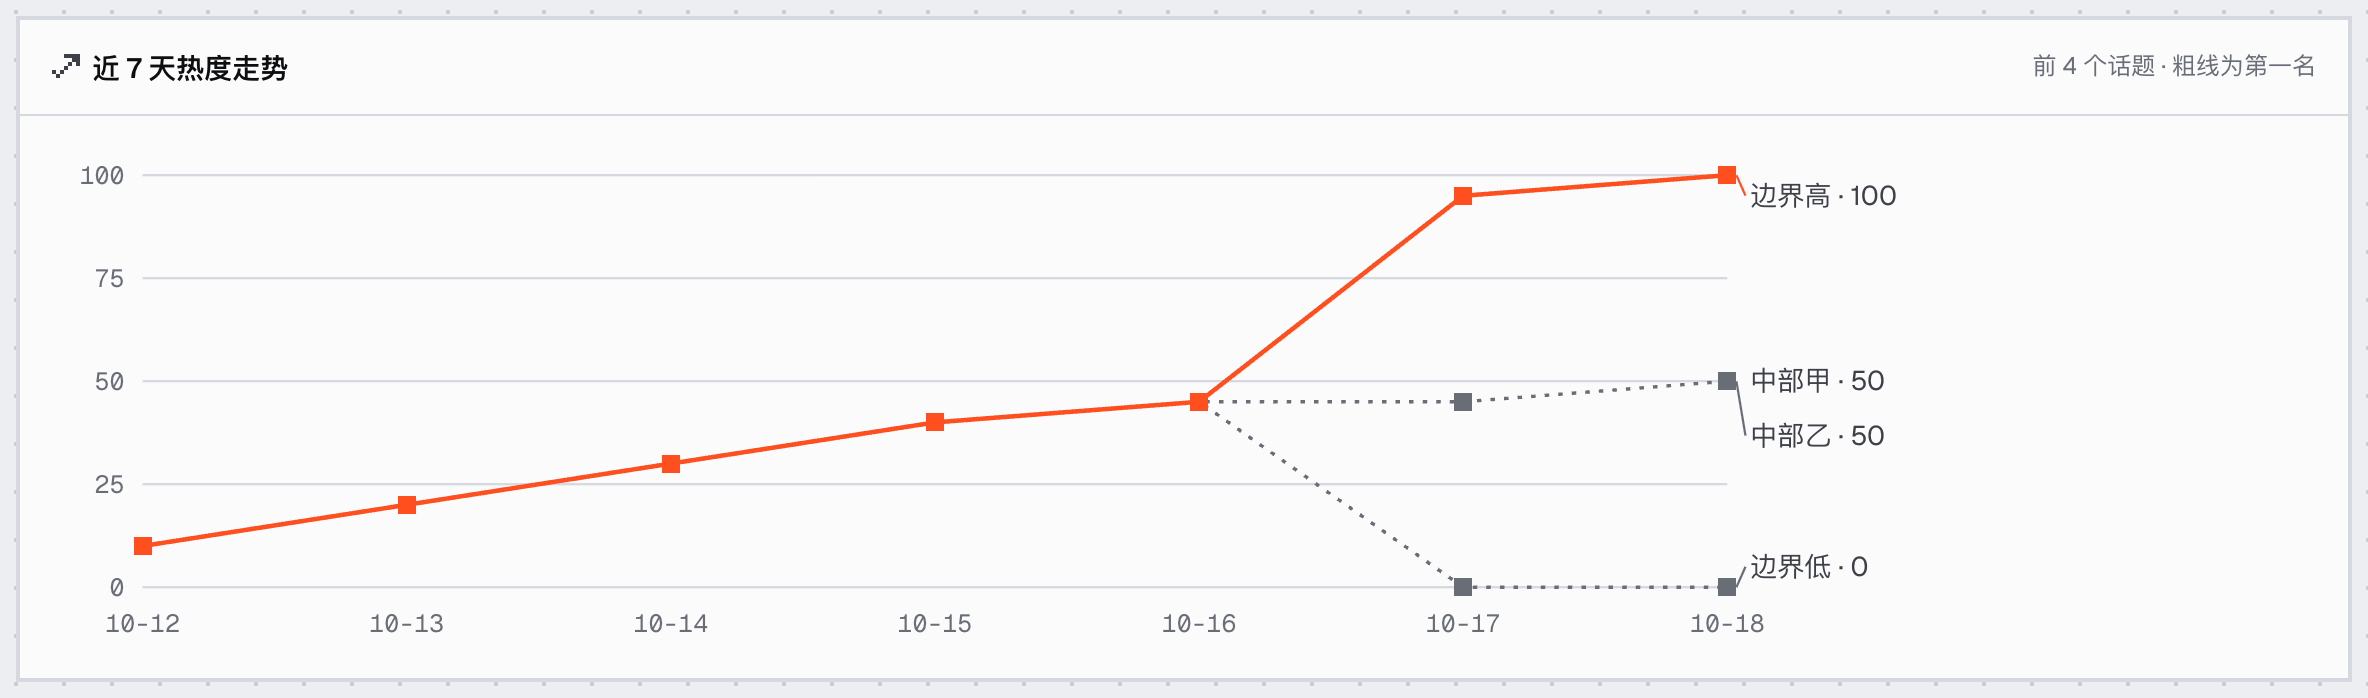 近 7 天热度走势
前 4 个话题 · 粗线为第一名
100
75
50
25
0
边界高 · 100
中部甲 · 50
中部乙 · 50
边界低 · 0
10-12 10-13 10-14 10-15 10-16 10-17 10-18